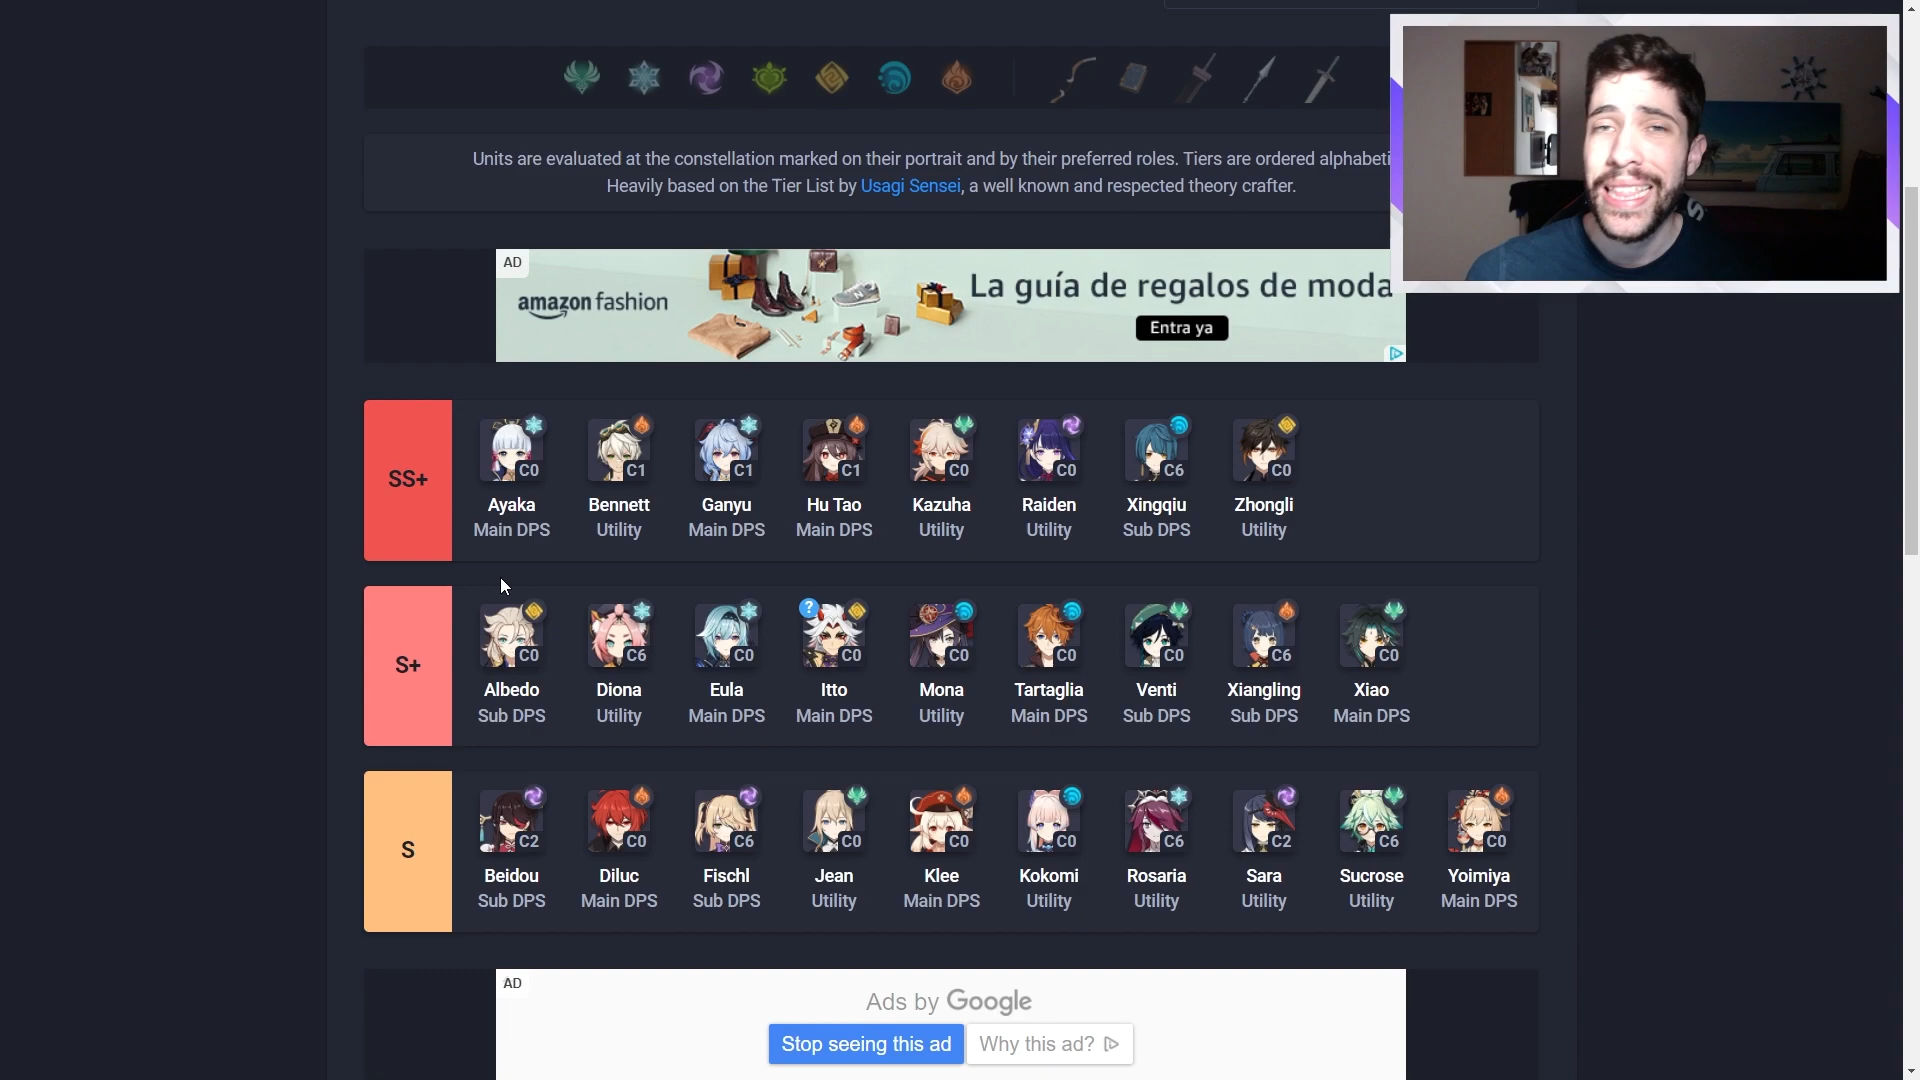 Units are evaluated at the constellation marked on their portrait and by their preferred roles. Tiers are ordered alphabeti
Heavily based on the Tier List by Usagi Sensei, a well known and respected theory crafter.
AD
amazon fashion
La guía de regalos de moda
Entra ya
SS+
C0 C1 C1 C1 C0 C0 C6 C0
Ayaka Bennett Ganyu Hu Tao Kazuha Raiden Xingqiu Zhongli
Main DPS Utility Main DPS Main DPS Utility Utility Sub DPS Utility
S+
?
C0 C6 C0 C0 C0 C0 C0 C6 C0
Albedo Diona Eula Itto Mona Tartaglia Venti Xiangling Xiao
Sub DPS Utility Main DPS Main DPS Utility Main DPS Sub DPS Sub DPS Main DPS
S
C2 C0 C6 C0 C0 C0 C6 C2 C6 C0
Beidou Diluc Fischl Jean Klee Kokomi Rosaria Sara Sucrose Yoimiya
Sub DPS Main DPS Sub DPS Utility Main DPS Utility Utility Utility Utility Main DPS
AD
Ads by Google
Stop seeing this ad Why this ad?